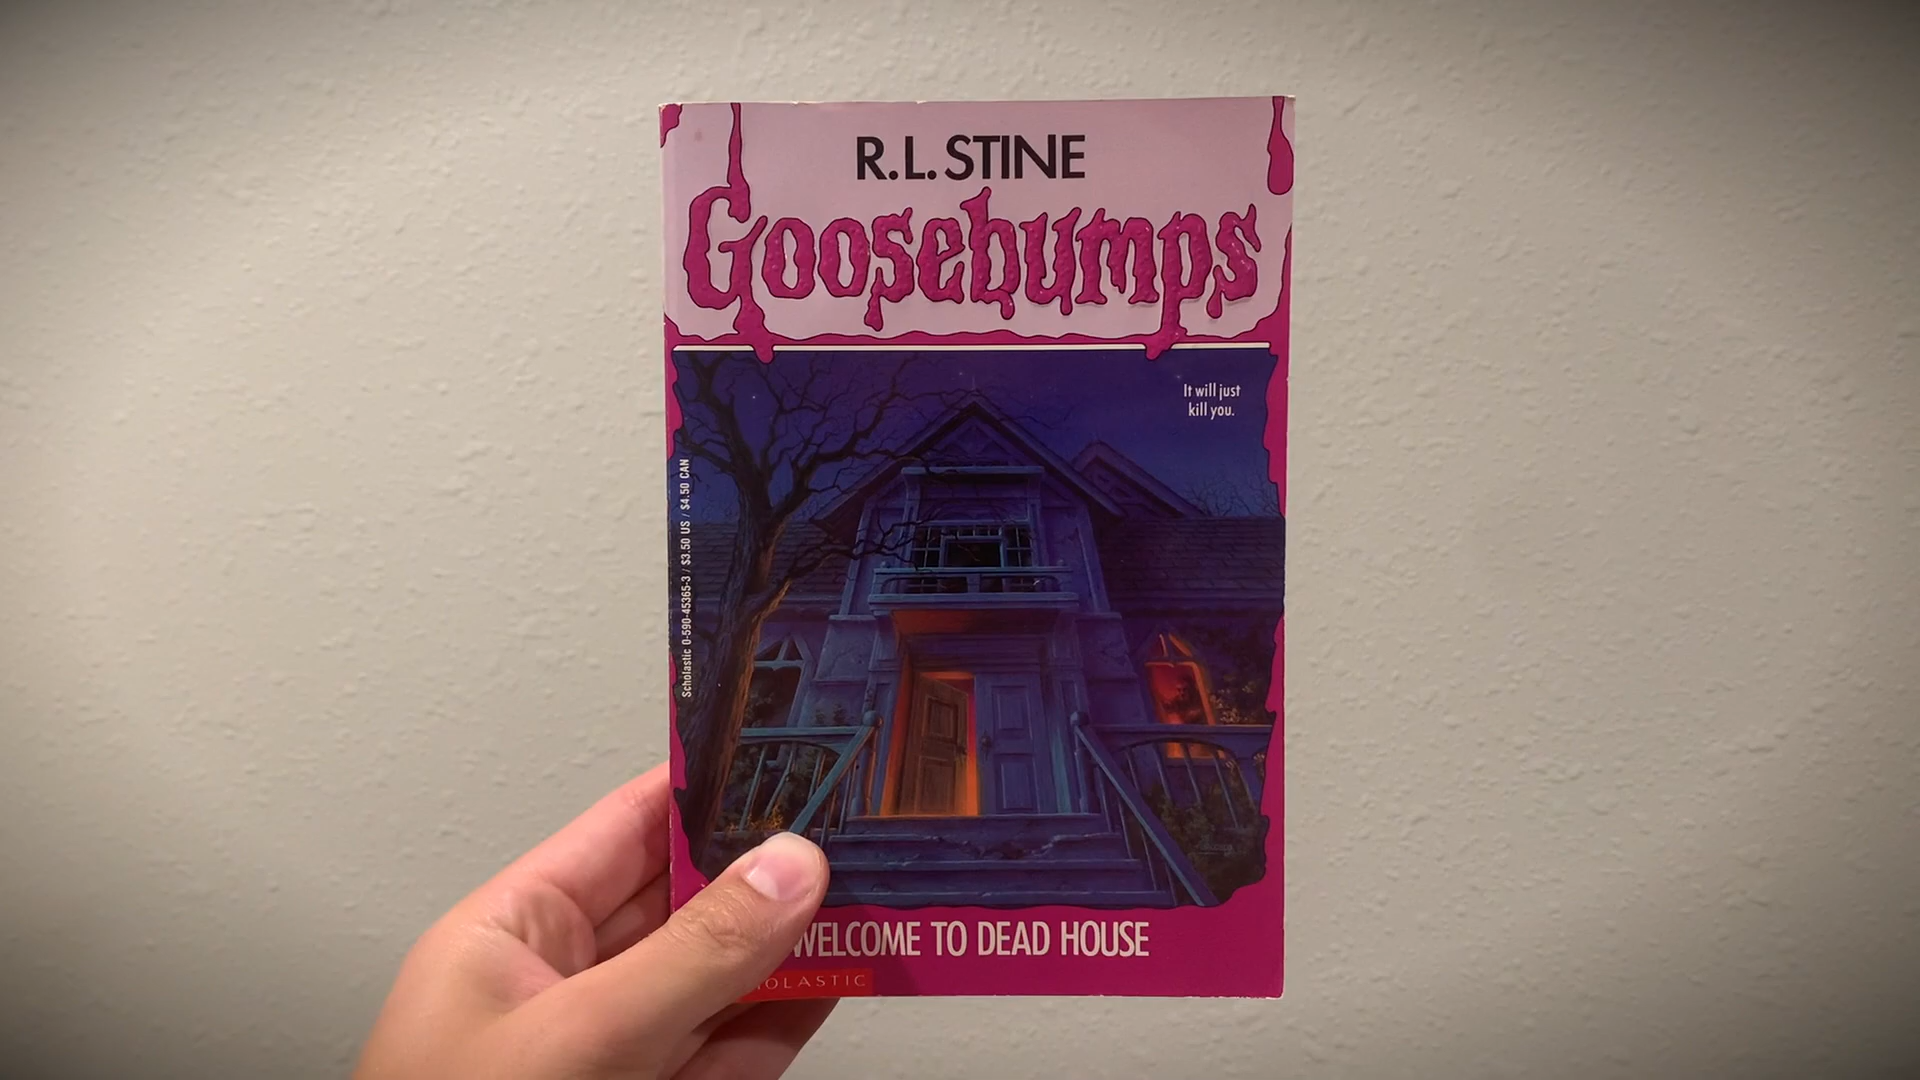 R.L. STINE
Goosebumps
It will just
kill you.
Scholastic 0-590-45365-3 / $3.50 US / $4.50 CAN
WELCOME TO DEAD HOUSE
OLASTIC